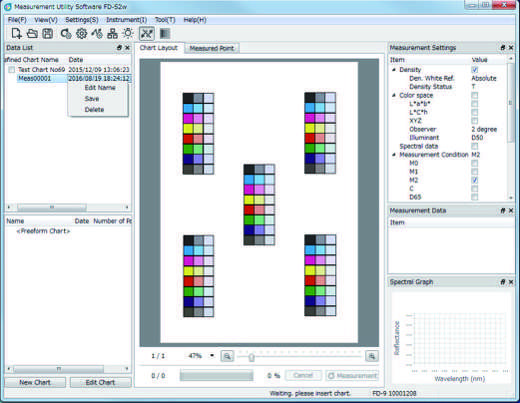 Measurement Utility Software FD-S2w
File(F) View(V) Settings(S) Instrument(I) Tool(T) Help(H)
Data List
efined Chart Name Date
Test Chart No69 2015/12/09 13:06:23
Meas00001 2016/08/19 18:24:12
Edit Name
Save
Delete
Name Date Number of Pa
<Freeform Chart>
New Chart Edit Chart
Chart Layout Measured Point
1 / 1 47%
0 / 0 0 % Cancel Measurement
Measurement Settings
Item Value
Density
Den. White Ref. Absolute
Density Status T
Color space
L*a*b*
L*C*h
XYZ
Observer 2 degree
Illuminant D50
Spectral data
Measurement Condition M2
M0
M1
M2
C
D65
Measurement Data
Item
Spectral Graph
Reflectance
Wavelength (nm)
Waiting. please insert chart. FD-9 10001208